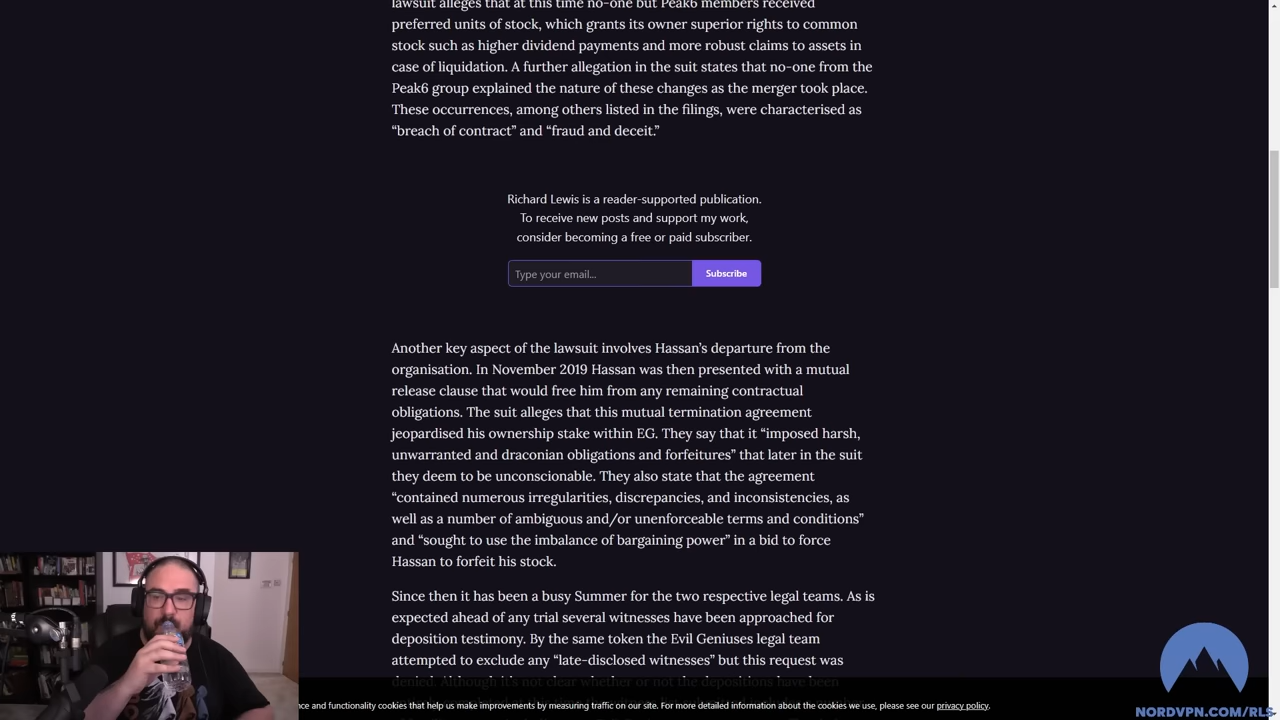 lawsuit alleges that at this time no-one but Peak6 members received
preferred units of stock, which grants its owner superior rights to common
stock such as higher dividend payments and more robust claims to assets in
case of liquidation. A further allegation in the suit states that no-one from the
Peak6 group explained the nature of these changes as the merger took place.
These occurrences, among others listed in the filings, were characterised as
“breach of contract” and “fraud and deceit.”
Richard Lewis is a reader-supported publication.
To receive new posts and support my work,
consider becoming a free or paid subscriber.
Type your email...
Subscribe
Another key aspect of the lawsuit involves Hassan’s departure from the
organisation. In November 2019 Hassan was then presented with a mutual
release clause that would free him from any remaining contractual
obligations. The suit alleges that this mutual termination agreement
jeopardised his ownership stake within EG. They say that it “imposed harsh,
unwarranted and draconian obligations and forfeitures” that later in the suit
they deem to be unconscionable. They also state that the agreement
“contained numerous irregularities, discrepancies, and inconsistencies, as
well as a number of ambiguous and/or unenforceable terms and conditions”
and “sought to use the imbalance of bargaining power” in a bid to force
Hassan to forfeit his stock.
Since then it has been a busy Summer for the two respective legal teams. As is
expected ahead of any trial several witnesses have been approached for
deposition testimony. By the same token the Evil Geniuses legal team
attempted to exclude any “late-disclosed witnesses” but this request was
denied. Although it’s not clear whether or not the depositions have been
and functionality cookies that help us make improvements by measuring traffic on our site. For more detailed information about the cookies we use, please see our privacy policy.
NORDVPN.COM/RLS